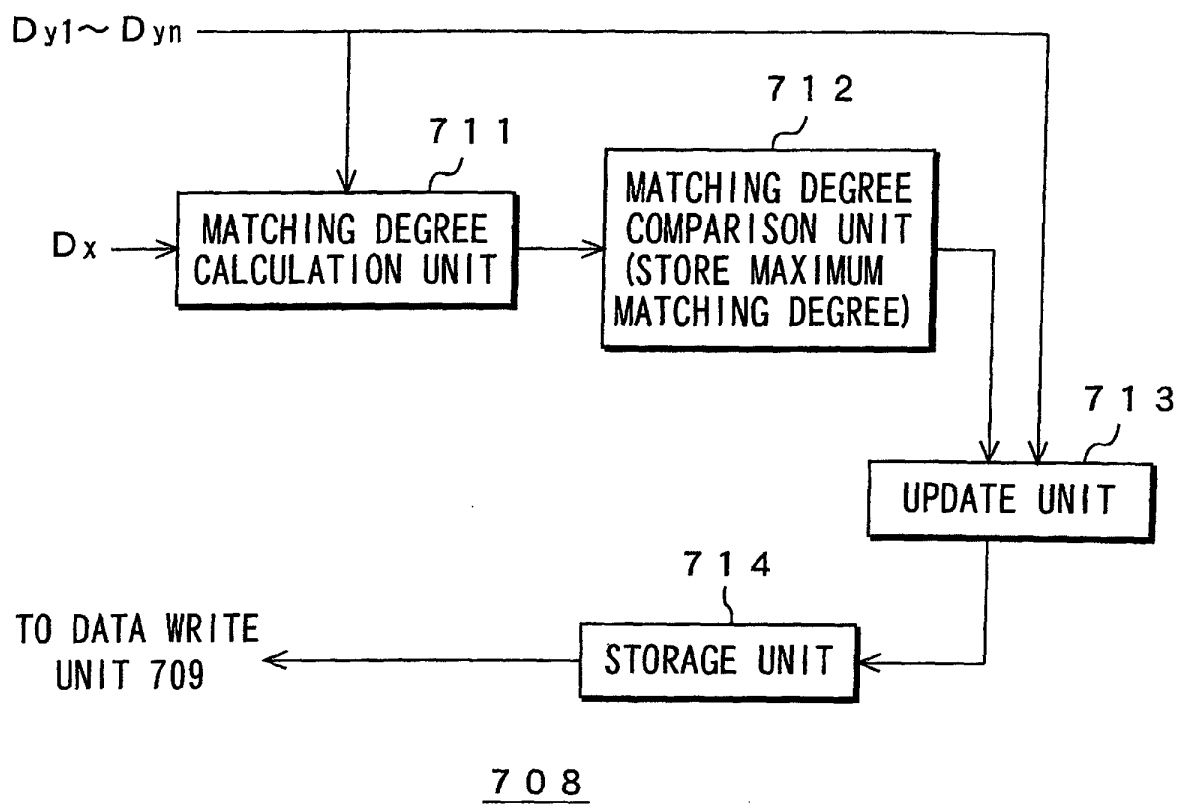 Dy1～Dyn
712
711
MATCHING DEGREE
COMPARISON UNIT
(STORE MAXIMUM
MATCHING DEGREE)
Dx
MATCHING DEGREE
CALCULATION UNIT
713
UPDATE UNIT
714
TO DATA WRITE
UNIT 709
STORAGE UNIT
708